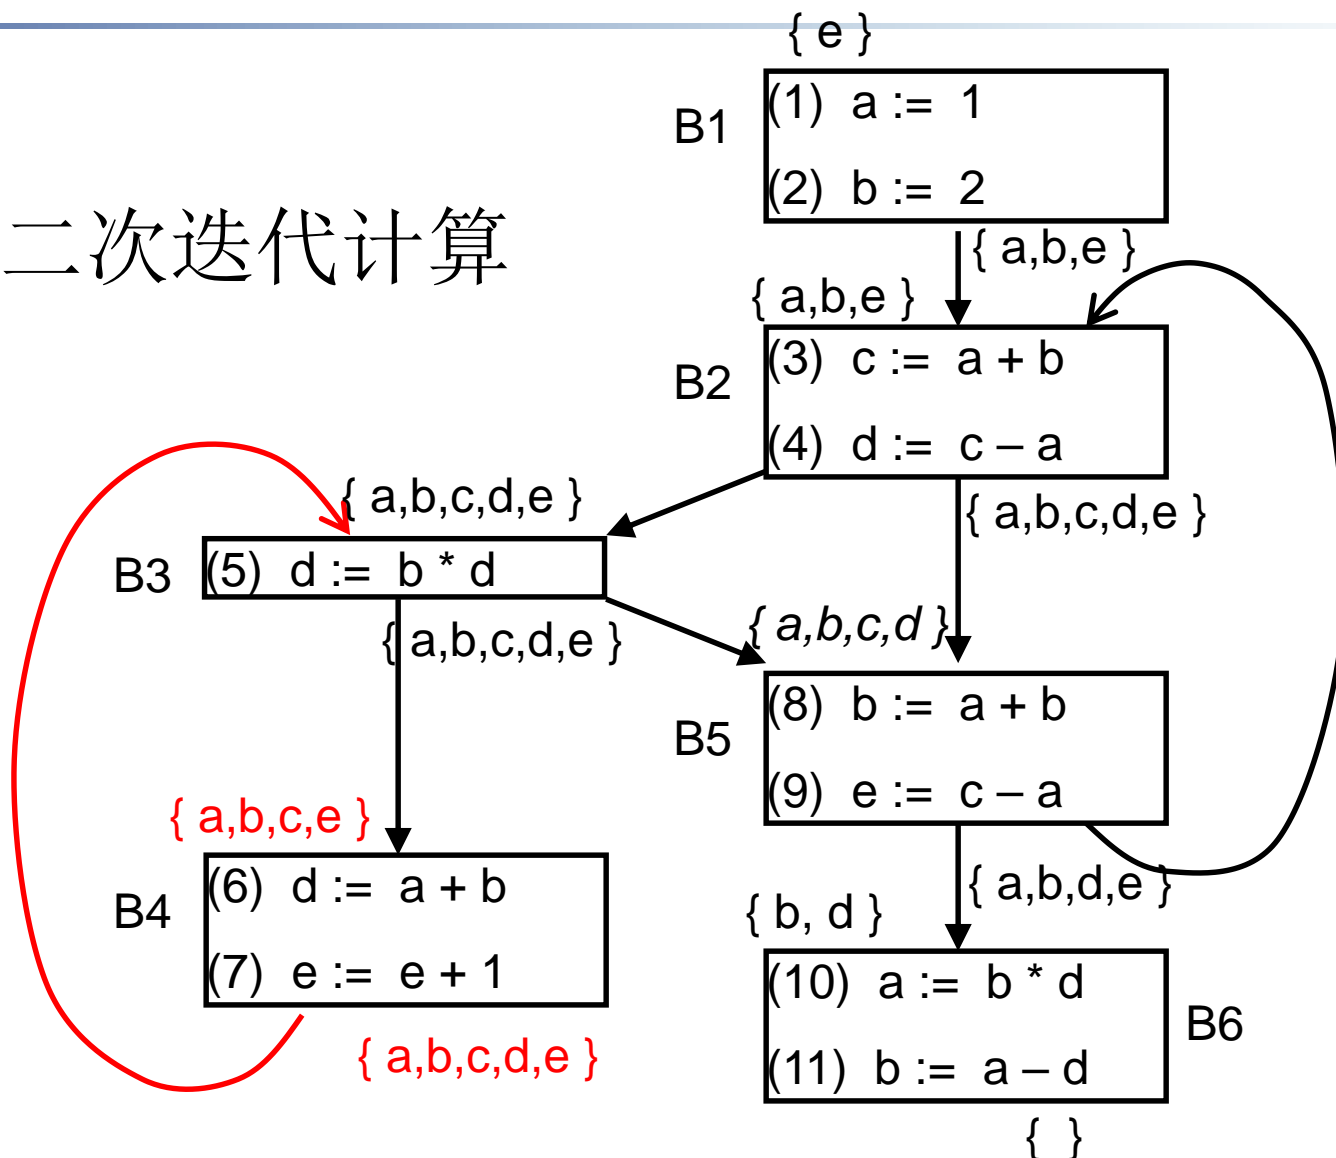 { e }
B1
(1) a := 1
(2) b := 2
二次迭代计算
{ a,b,e }
{ a,b,e }
B2
(3) c := a + b
(4) d := c – a
{ a,b,c,d,e }
{ a,b,c,d,e }
B3
(5) d := b * d
{ a,b,c,d,e }
{ a,b,c,d }
B5
(8) b := a + b
(9) e := c – a
{ a,b,c,e }
B4
(6) d := a + b
(7) e := e + 1
{ a,b,c,d,e }
{ a,b,d,e }
{ b, d }
(10) a := b * d
(11) b := a – d
B6
{ }